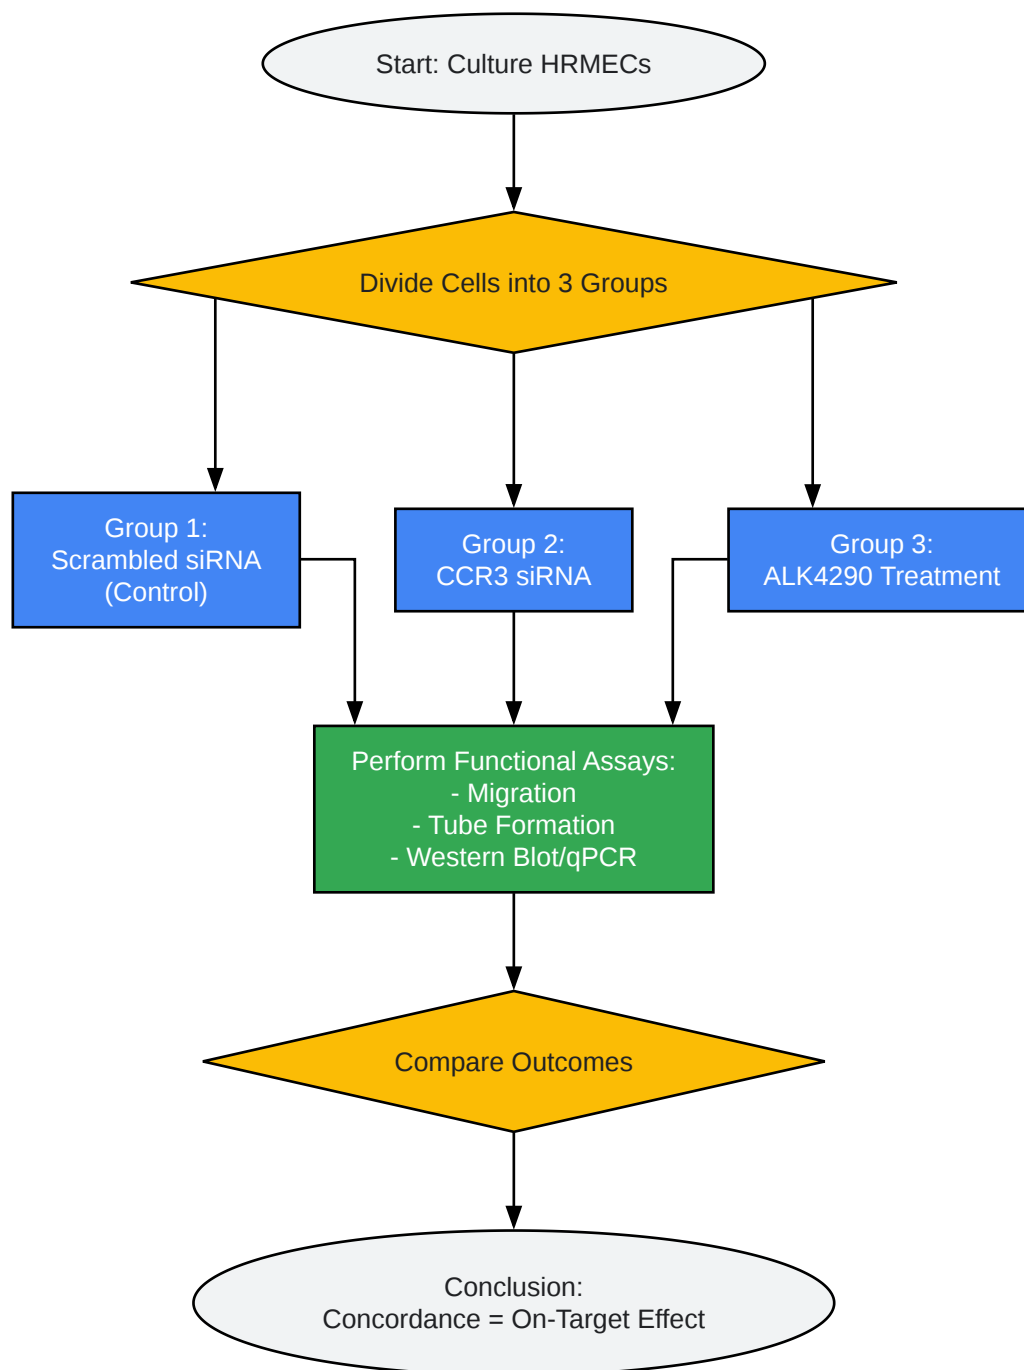 Start: Culture HRMECs
Divide Cells into 3 Groups
Group 1:
Scrambled siRNA
(Control)
Group 2:
CCR3 siRNA
Group 3:
ALK4290 Treatment
Perform Functional Assays:
- Migration
- Tube Formation
- Western Blot/qPCR
Compare Outcomes
Conclusion:
Concordance = On-Target Effect